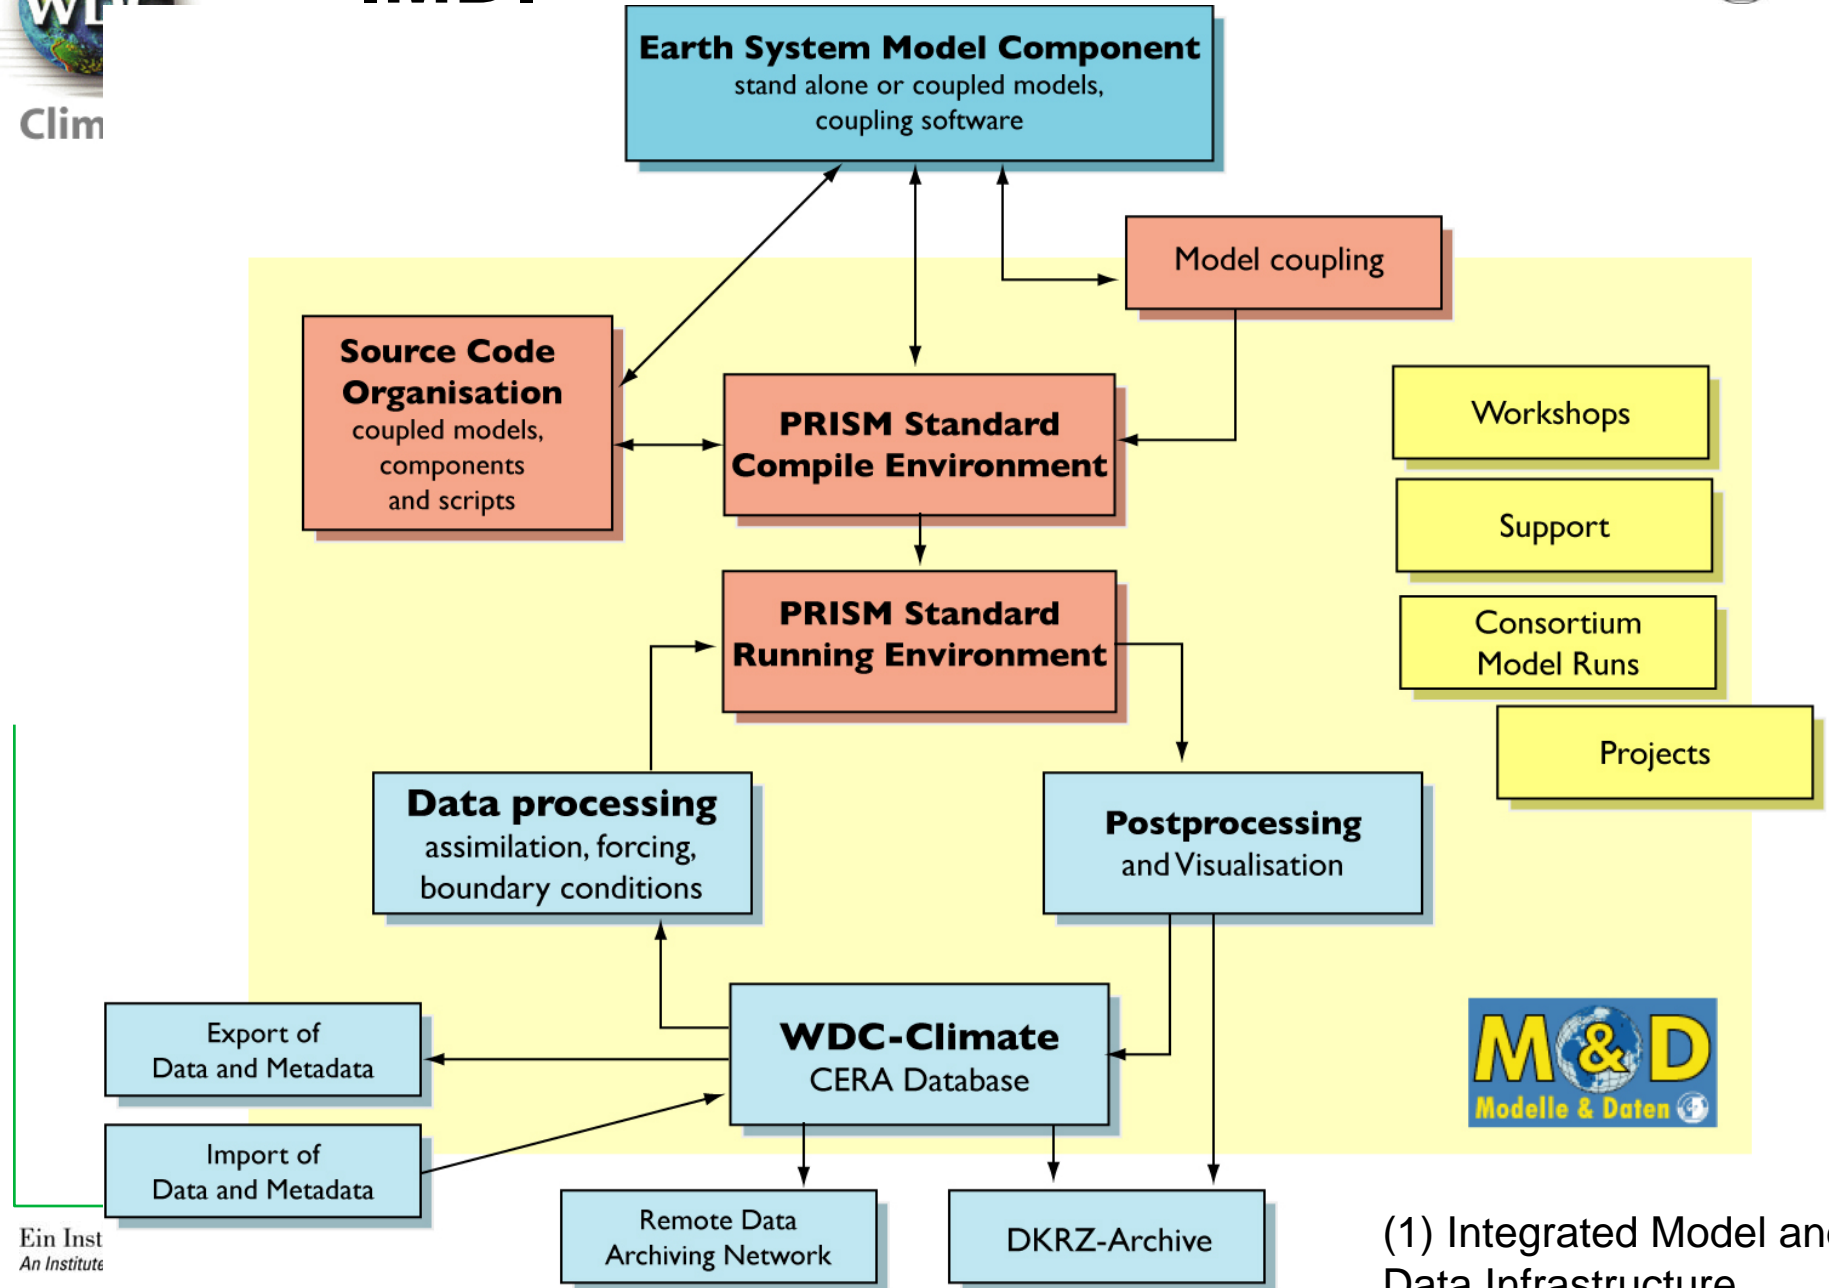 Clim
Earth System Model Component
stand alone or coupled models,
coupling software
Model coupling
Source Code
Organisation
coupled models,
components
and scripts
PRISM Standard
Compile Environment
Workshops
Support
Consortium
Model Runs
Projects
PRISM Standard
Running Environment
Data processing
assimilation, forcing,
boundary conditions
Postprocessing
and Visualisation
WDC-Climate
CERA Database
Export of
Data and Metadata
Import of
Data and Metadata
M&D
Modelle & Daten
Remote Data
Archiving Network
DKRZ-Archive
Ein Inst
An Institute
(1) Integrated Model and
Data Infrastructure